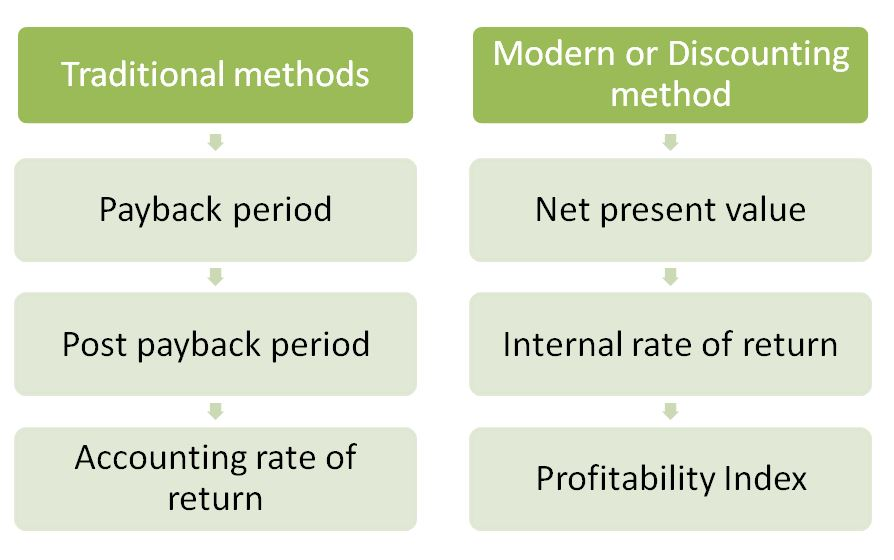 Traditional methods
Payback period
Post payback period
Accounting rate of
return
Modern or Discounting
method
Net present value
Internal rate of return
Profitability Index